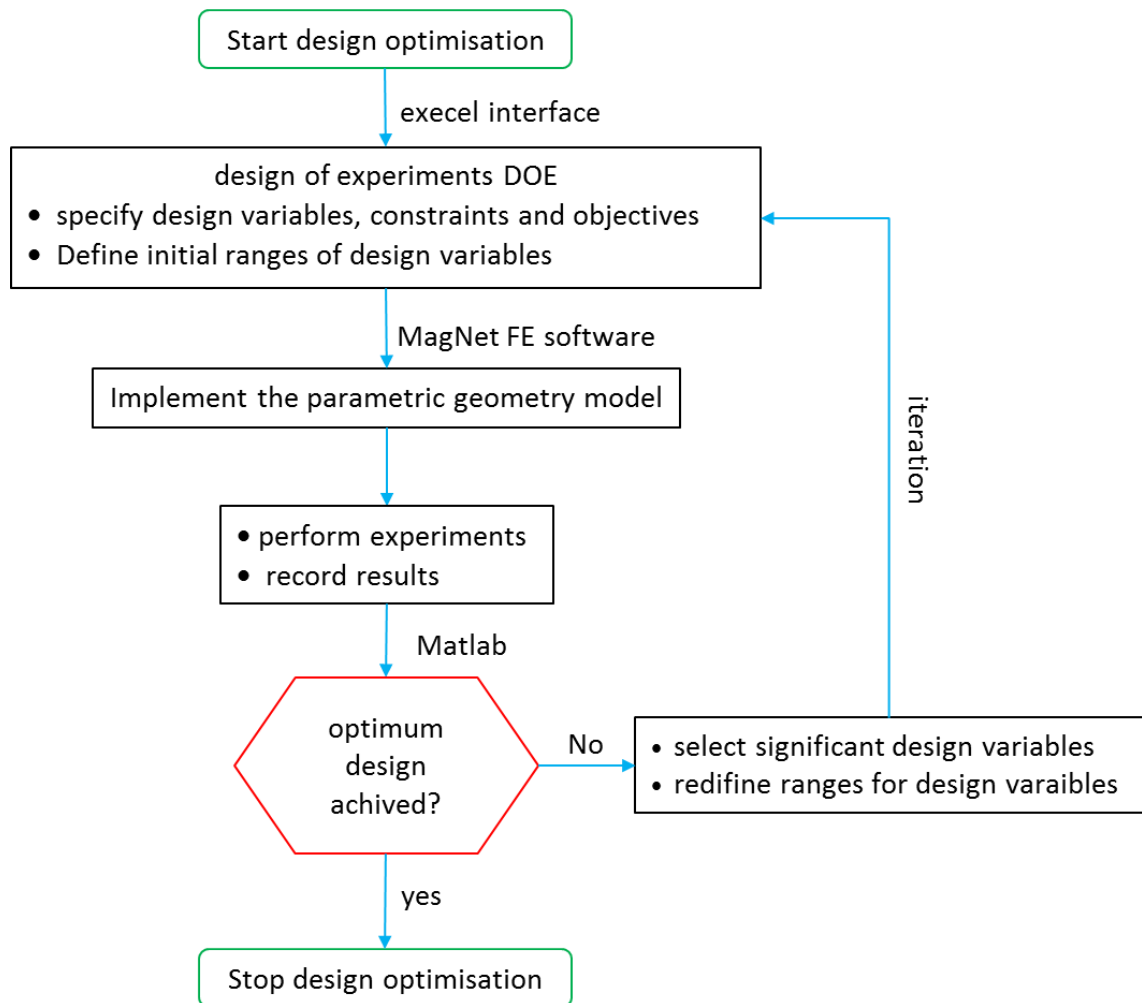 Start design optimisation
execel interface
design of experiments DOE
• specify design variables, constraints and objectives
• Define initial ranges of design variables
MagNet FE software
Implement the parametric geometry model
iteration
• perform experiments
• record results
Matlab
optimum
design
achived?
No
• select significant design variables
• redifine ranges for design varaibles
yes
Stop design optimisation